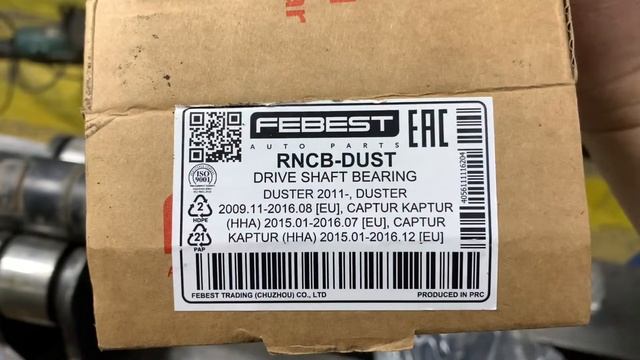 FEBEST
AUTO PARTS
EAC
RNCB-DUST
DRIVE SHAFT BEARING
DUSTER 2011-, DUSTER
2009.11-2016.08 [EU], CAPTUR KAPTUR
(HHA) 2015.01-2016.07 [EU], CAPTUR
KAPTUR (HHA) 2015.01-2016.12 [EU]
ISO
9001
2
HDPE
21
PAP
4056111116204
FEBEST TRADING (CHUZHOU) CO., LTD
PRODUCED IN PRC